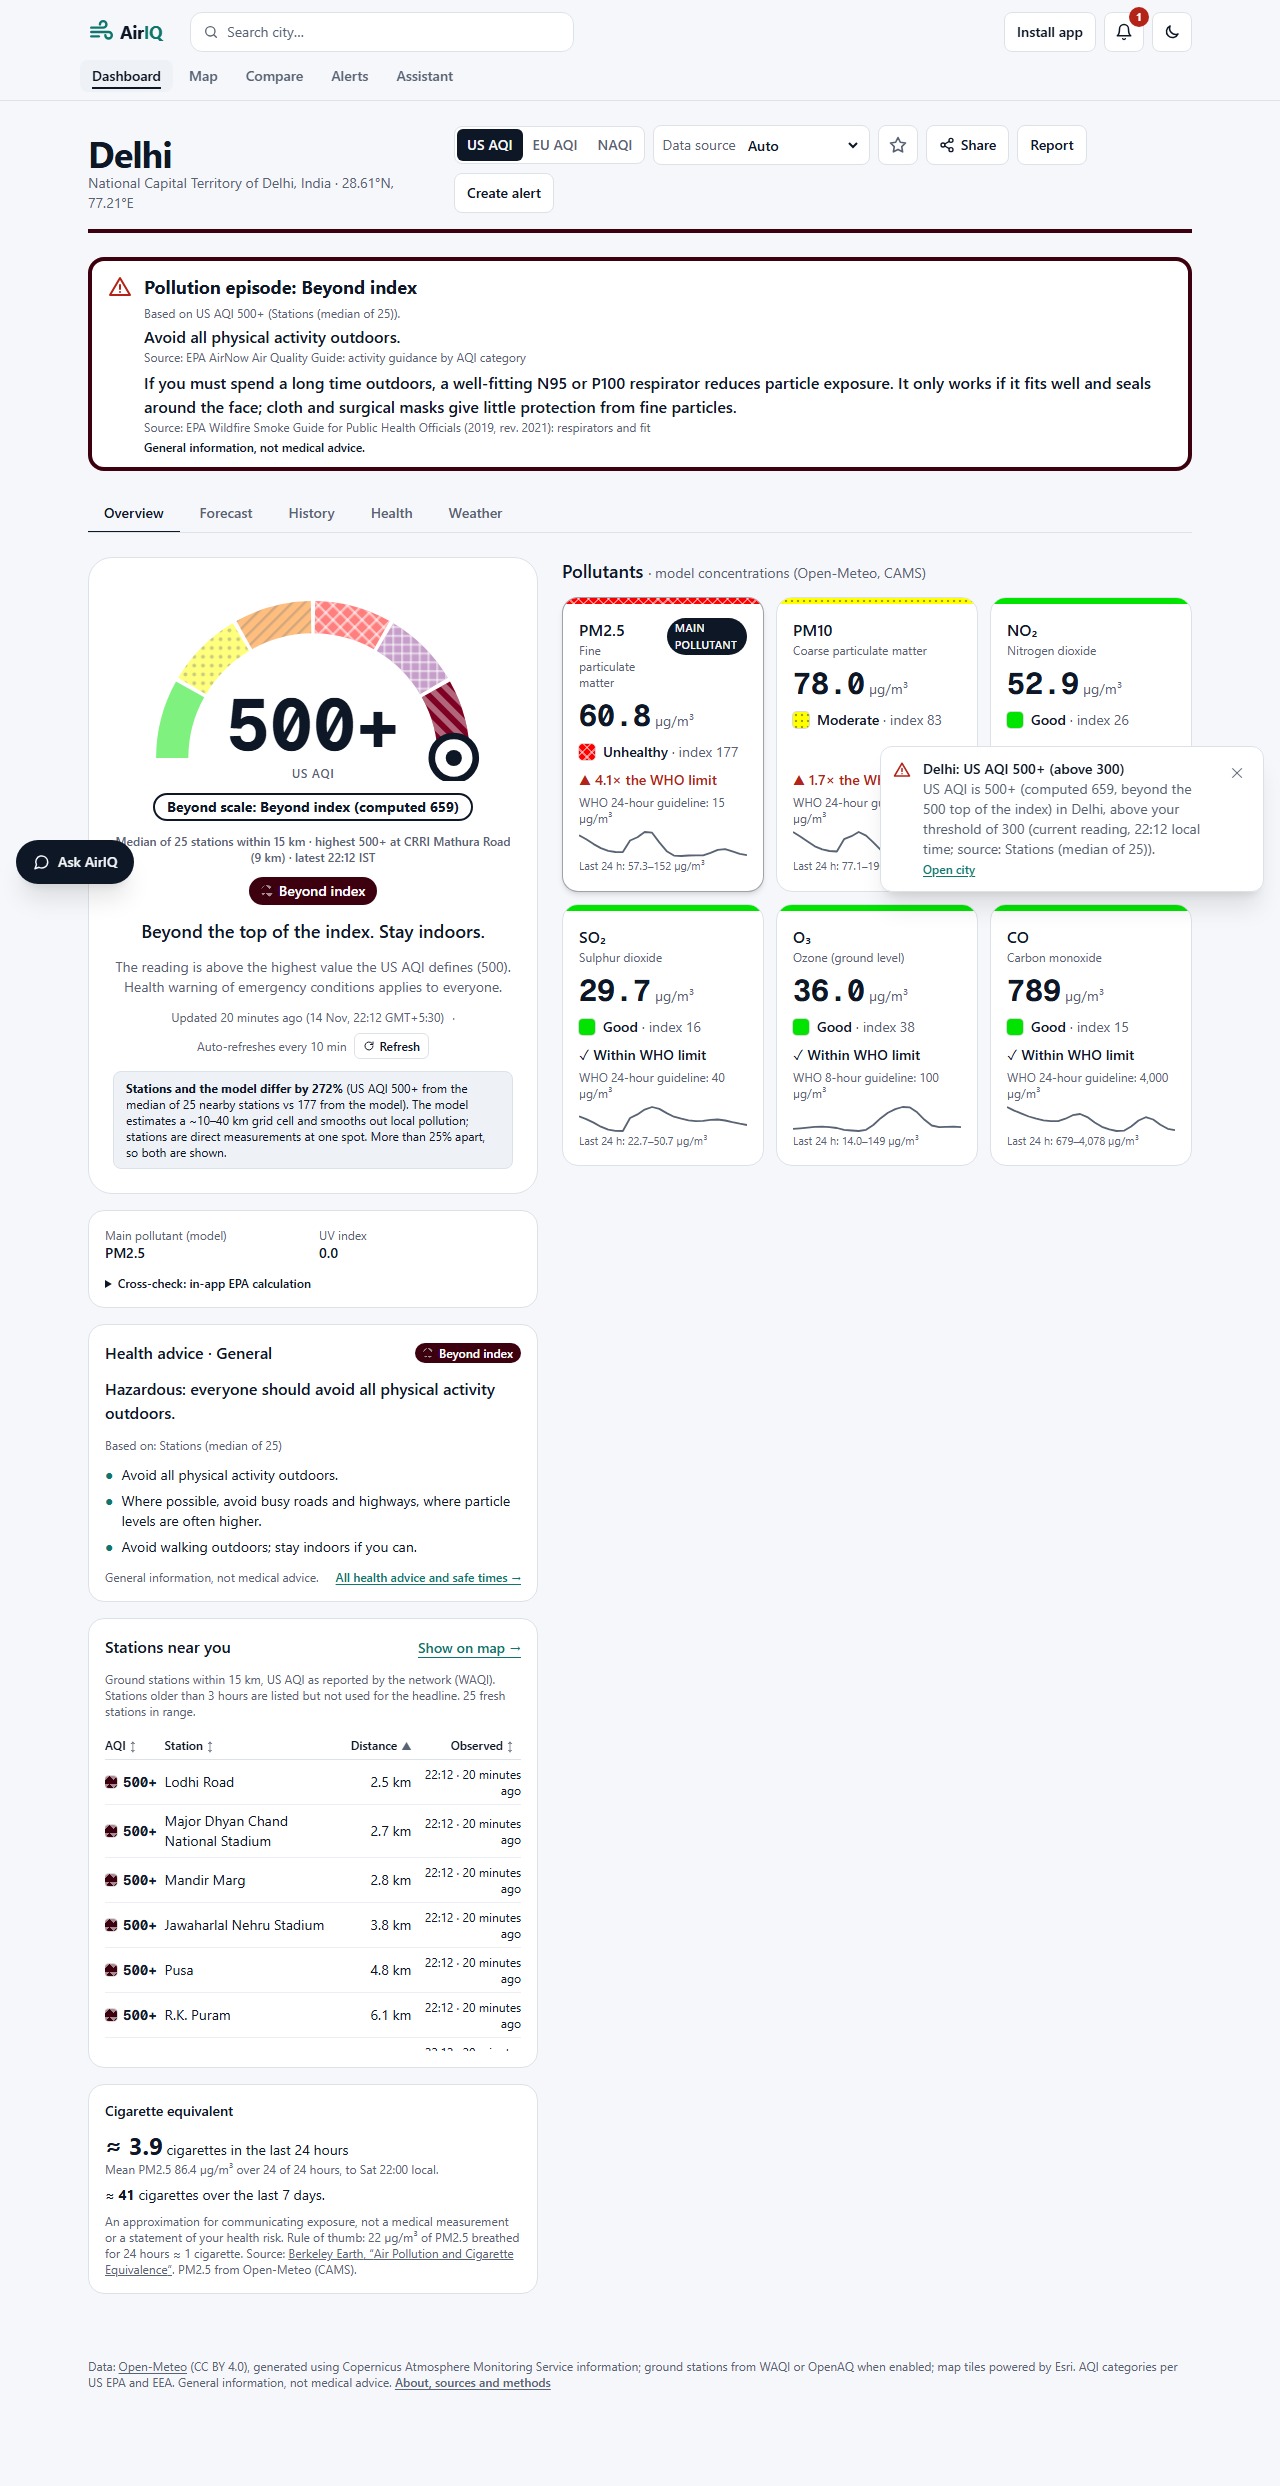 AirIQ
Search city...
Install app
1
Dashboard
Map
Compare
Alerts
Assistant
Delhi
National Capital Territory of Delhi, India · 28.61°N,
77.21°E
US AQI
EU AQI
NAQI
Data source
Auto
Share
Report
Create alert
Pollution episode: Beyond index
Based on US AQI 500+ (Stations (median of 25)).
Avoid all physical activity outdoors.
Source: EPA AirNow Air Quality Guide: activity guidance by AQI category
If you must spend a long time outdoors, a well-fitting N95 or P100 respirator reduces particle exposure. It only works if it fits well and seals
around the face; cloth and surgical masks give little protection from fine particles.
Source: EPA Wildfire Smoke Guide for Public Health Officials (2019, rev. 2021): respirators and fit
General information, not medical advice.
Overview
Forecast
History
Health
Weather
500+
US AQI
Beyond scale: Beyond index (computed 659)
Median of 25 stations within 15 km · highest 500+ at CRRI Mathura Road
(9 km) · latest 22:12 IST
Ask AirIQ
Beyond index
Beyond the top of the index. Stay indoors.
The reading is above the highest value the US AQI defines (500).
Health warning of emergency conditions applies to everyone.
Updated 20 minutes ago (14 Nov, 22:12 GMT+5:30) ·
Auto-refreshes every 10 min
Refresh
Stations and the model differ by 272% (US AQI 500+ from the
median of 25 nearby stations vs 177 from the model). The model
estimates a ~10–40 km grid cell and smooths out local pollution;
stations are direct measurements at one spot. More than 25% apart,
so both are shown.
Main pollutant (model)
PM2.5
UV index
0.0
Cross-check: in-app EPA calculation
Health advice · General
Beyond index
Hazardous: everyone should avoid all physical activity
outdoors.
Based on: Stations (median of 25)
Avoid all physical activity outdoors.
Where possible, avoid busy roads and highways, where particle
levels are often higher.
Avoid walking outdoors; stay indoors if you can.
General information, not medical advice.
All health advice and safe times →
Stations near you
Show on map →
Ground stations within 15 km, US AQI as reported by the network (WAQI).
Stations older than 3 hours are listed but not used for the headline. 25 fresh
stations in range.
AQI ↕ Station ↕ Distance ▲ Observed ↕
500+ Lodhi Road 2.5 km 22:12 · 20 minutes
ago
500+ Major Dhyan Chand
National Stadium 2.7 km 22:12 · 20 minutes
ago
500+ Mandir Marg 2.8 km 22:12 · 20 minutes
ago
500+ Jawaharlal Nehru Stadium 3.8 km 22:12 · 20 minutes
ago
500+ Pusa 4.8 km 22:12 · 20 minutes
ago
500+ R.K. Puram 6.1 km 22:12 · 20 minutes
ago
Cigarette equivalent
≈ 3.9 cigarettes in the last 24 hours
Mean PM2.5 86.4 µg/m³ over 24 of 24 hours, to Sat 22:00 local.
≈ 41 cigarettes over the last 7 days.
An approximation for communicating exposure, not a medical measurement
or a statement of your health risk. Rule of thumb: 22 µg/m³ of PM2.5 breathed
for 24 hours ≈ 1 cigarette. Source: Berkeley Earth, “Air Pollution and Cigarette
Equivalence”. PM2.5 from Open-Meteo (CAMS).
Pollutants · model concentrations (Open-Meteo, CAMS)
PM2.5
MAIN
POLLUTANT
Fine
particulate
matter
60.8 µg/m³
Unhealthy · index 177
▲ 4.1× the WHO limit
WHO 24-hour guideline: 15
µg/m³
Last 24 h: 57.3–152 µg/m³
PM10
Coarse particulate matter
78.0 µg/m³
Moderate · index 83
▲ 1.7× the
WHO 24-hour
µg/m³
Last 24 h: 77.1–
NO₂
Nitrogen dioxide
52.9 µg/m³
Good · index 26
Delhi: US AQI 500+ (above 300)
US AQI is 500+ (computed 659, beyond the
500 top of the index) in Delhi, above your
threshold of 300 (current reading, 22:12 local
time; source: Stations (median of 25)).
Open city
SO₂
Sulphur dioxide
29.7 µg/m³
Good · index 16
✓ Within WHO limit
WHO 24-hour guideline: 40
µg/m³
Last 24 h: 22.7–50.7 µg/m³
O₃
Ozone (ground level)
36.0 µg/m³
Good · index 38
✓ Within WHO limit
WHO 8-hour guideline: 100
µg/m³
Last 24 h: 14.0–149 µg/m³
CO
Carbon monoxide
789 µg/m³
Good · index 15
✓ Within WHO limit
WHO 24-hour guideline: 4,000
µg/m³
Last 24 h: 679–4,078 µg/m³
Data: Open-Meteo (CC BY 4.0), generated using Copernicus Atmosphere Monitoring Service information; ground stations from WAQI or OpenAQ when enabled; map tiles powered by Esri. AQI categories per
US EPA and EEA. General information, not medical advice. About, sources and methods